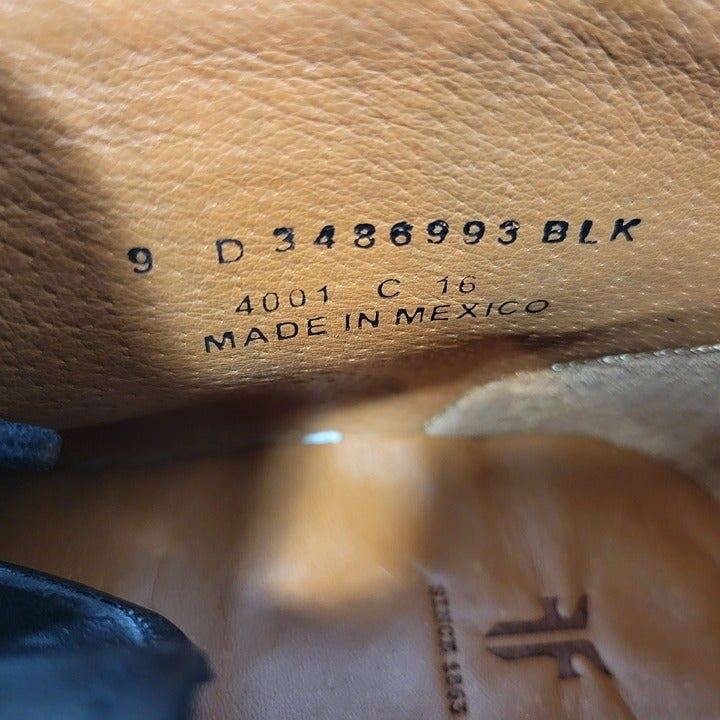 9 D 3486993 BLK
4001 C 16
MADE IN MEXICO
SINCE 1863